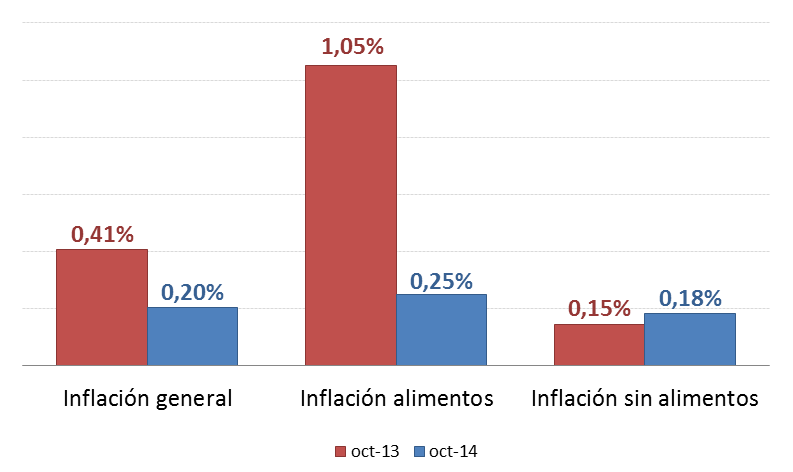 1,05%
0,41%
0,20%
0,25%
0,15%
0,18%
Inflación general
Inflación alimentos
Inflación sin alimentos
oct-13
oct-14